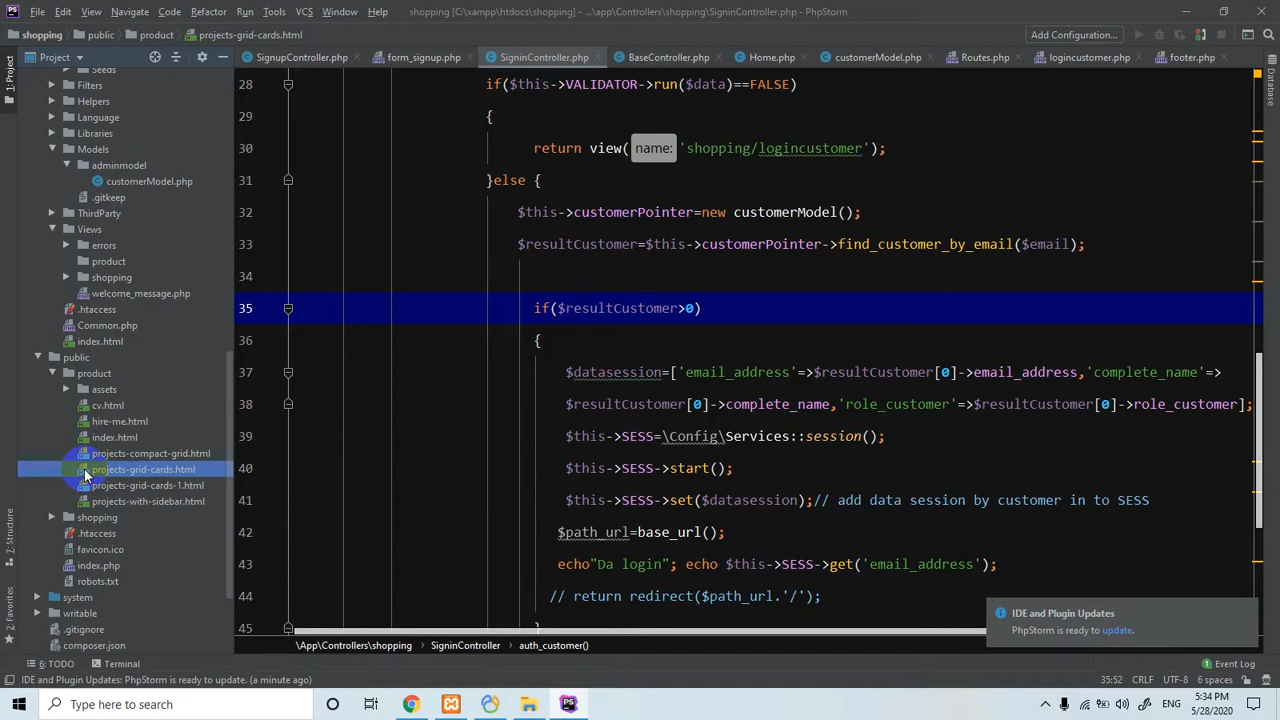 File Edit View Navigate Code Refactor Run Tools VCS Window Help shopping [C:\xampp\htdocs\shopping] - ...\app\Controllers\shopping\SigninController.php - PhpStorm
shopping public product projects-grid-cards.html Add Configuration...
Project SignupController.php form_signup.php SigninController.php BaseController.php Home.php customerModel.php Routes.php logincustomer.php footer.php
1: Project
Database
7: Structure
2: Favorites
Seeds
Filters
Helpers
Language
Libraries
Models
adminmodel
customerModel.php
.gitkeep
ThirdParty
Views
errors
product
shopping
welcome_message.php
.htaccess
Common.php
index.html
public
product
assets
cv.html
hire-me.html
index.html
projects-compact-grid.html
projects-grid-cards.html
projects-grid-cards-1.html
projects-with-sidebar.html
shopping
.htaccess
favicon.ico
index.php
robots.txt
system
writable
.gitignore
composer.json
28 if($this->VALIDATOR->run($data)==FALSE)
29 {
30 return view( name: 'shopping/logincustomer');
31 }else {
32 $this->customerPointer=new customerModel();
33 $resultCustomer=$this->customerPointer->find_customer_by_email($email);
34
35 if($resultCustomer>0)
36 {
37 $datasession=['email_address'=>$resultCustomer[0]->email_address,'complete_name'=>
38 $resultCustomer[0]->complete_name,'role_customer'=>$resultCustomer[0]->role_customer];
39 $this->SESS=\Config\Services::session();
40 $this->SESS->start();
41 $this->SESS->set($datasession);// add data session by customer in to SESS
42 $path_url=base_url();
43 echo"Da login"; echo $this->SESS->get('email_address');
44 // return redirect($path_url.'/');
45 }
IDE and Plugin Updates
PhpStorm is ready to update.
\App\Controllers\shopping SigninController auth_customer()
6: TODO Terminal 1 Event Log
IDE and Plugin Updates: PhpStorm is ready to update. (a minute ago) 35:52 CRLF UTF-8 6 spaces
Type here to search ENG 5:34 PM
5/28/2020